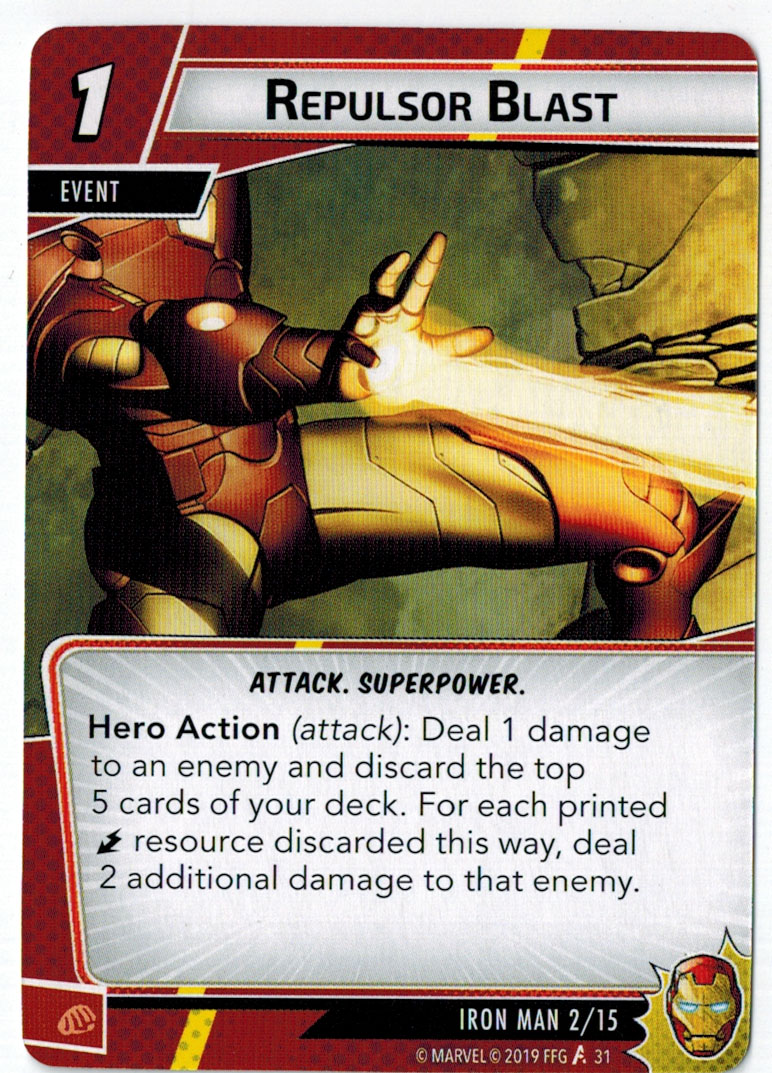 1
REPULSOR BLAST
EVENT
ATTACK. SUPERPOWER.
Hero Action (attack): Deal 1 damage
to an enemy and discard the top
5 cards of your deck. For each printed
resource discarded this way, deal
2 additional damage to that enemy.
IRON MAN 2/15
© MARVEL © 2019 FFG A 31